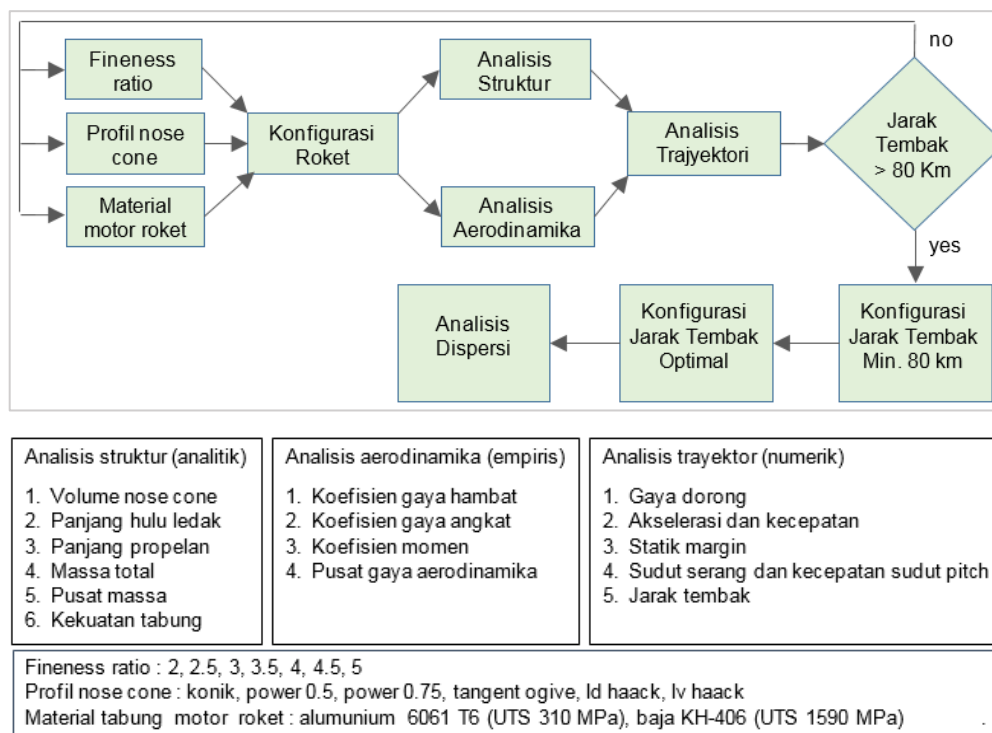 no
Fineness
ratio
Analisis
Struktur
Profil nose
cone
Konfigurasi
Roket
Analisis
Trajyektori
Jarak
Tembak
> 80 Km
Material
motor roket
Analisis
Aerodinamika
yes
Analisis
Dispersi
Konfigurasi
Jarak Tembak
Optimal
Konfigurasi
Jarak Tembak
Min. 80 km
Analisis struktur (analitik)
1. Volume nose cone
2. Panjang hulu ledak
3. Panjang propelan
4. Massa total
5. Pusat massa
6. Kekuatan tabung
Analisis aerodinamika (empiris)
1. Koefisien gaya hambat
2. Koefisien gaya angkat
3. Koefisien momen
4. Pusat gaya aerodinamika
Analisis trayektor (numerik)
1. Gaya dorong
2. Akselerasi dan kecepatan
3. Statik margin
4. Sudut serang dan kecepatan sudut pitch
5. Jarak tembak
Fineness ratio : 2, 2.5, 3, 3.5, 4, 4.5, 5
Profil nose cone : konik, power 0.5, power 0.75, tangent ogive, ld haack, lv haack
Material tabung motor roket : alumunium 6061 T6 (UTS 310 MPa), baja KH-406 (UTS 1590 MPa) .